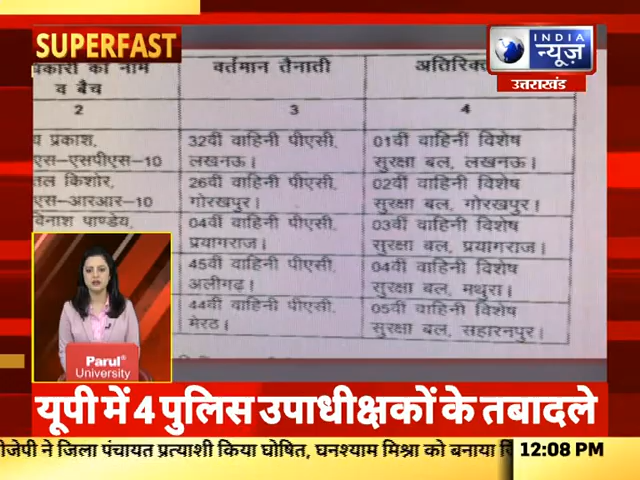 SUPERFAST
INDIA
न्यूज़
उत्तराखंड
का नाम वर्तमान तैनाती
व बैच
2 3 4
प्रकाश, 32वीं वाहिनी पीएसी, 01वीं वाहिनीं विशेष
एस-एसपीएस-10 लखनऊ। सुरक्षा बल, लखनऊ।
किशोर, 26वीं वाहिनी पीएसी, 02वीं वाहिनी विशेष
एस-आरआर-10 गोरखपुर। सुरक्षा बल, गोरखपुर।
पाण्डेय, 04वीं वाहिनी पीएसी, 03वीं वाहिनी विशेष
प्रयागराज। सुरक्षा बल, प्रयागराज।
45वीं वाहिनी पीएसी, 04वीं वाहिनी विशेष
अलीगढ़। सुरक्षा बल, मथुरा।
44वीं वाहिनी पीएसी, 05वीं वाहिनी विशेष
मेरठ। सुरक्षा बल, सहारनपुर।
Parul®
University
यूपी में 4 पुलिस उपाधीक्षकों के तबादले
जेपी ने जिला पंचायत प्रत्याशी किया घोषित, घनश्याम मिश्रा को बनाया 12:08 PM